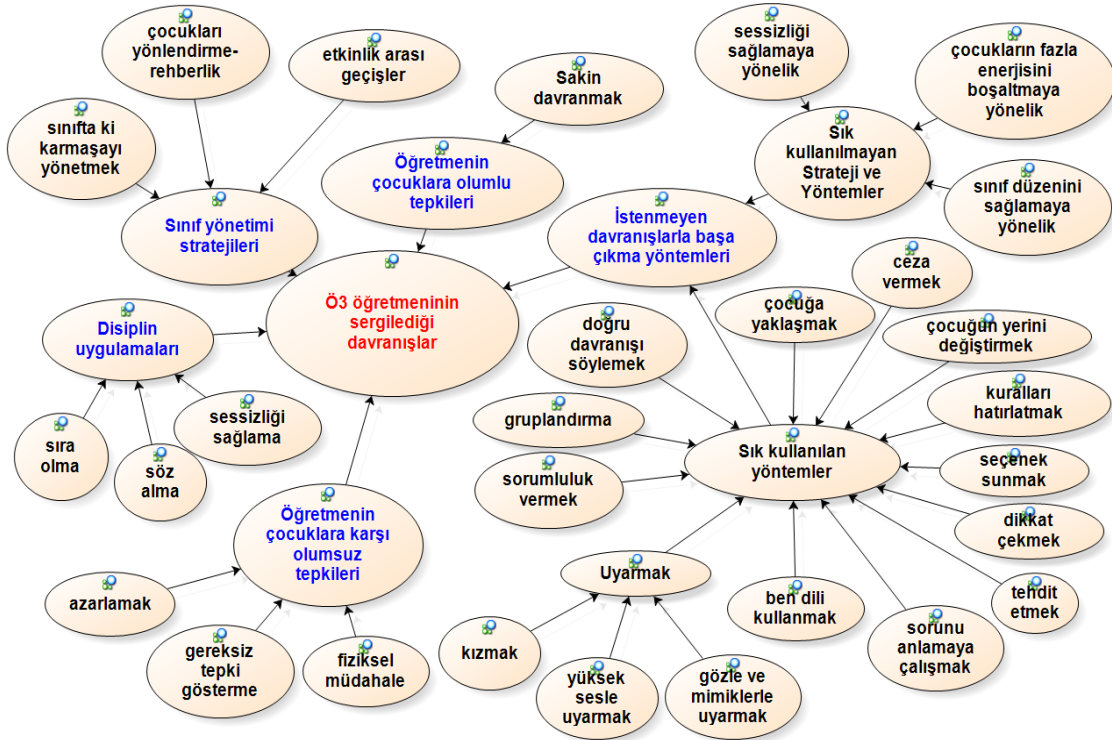 çocukları
yönlendirme-
rehberlik
etkinlik arası
geçişler
Sakin
davranmak
sessizliği
sağlamaya
yönelik
çocukların fazla
enerjisini
boşaltmaya
yönelik
sınıfta ki
karmaşayı
yönetmek
Sık
kullanılmayan
Strateji ve
Yöntemler
Öğretmenin
çocuklara olumlu
tepkileri
sınıf düzenini
sağlamaya
yönelik
Sınıf yönetimi
stratejileri
İstenmeyen
davranışlarla başa
çıkma yöntemleri
ceza
vermek
Ö3 öğretmeninin
sergilediği
davranışlar
çocuğa
yaklaşmak
Disiplin
uygulamaları
doğru
davranışı
söylemek
çocuğun yerini
değiştirmek
kuralları
hatırlatmak
gruplandırma
sessizliği
sağlama
sıra
olma
söz
alma
Sık kullanılan
yöntemler
seçenek
sunmak
sorumluluk
vermek
dikkat
çekmek
Öğretmenin
çocuklara karşı
olumsuz
tepkileri
Uyarmak
tehdit
etmek
azarlamak
ben dili
kullanmak
sorunu
anlamaya
çalışmak
gereksiz
tepki
gösterme
fiziksel
müdahale
kızmak
yüksek
sesle
uyarmak
gözle ve
mimiklerle
uyarmak